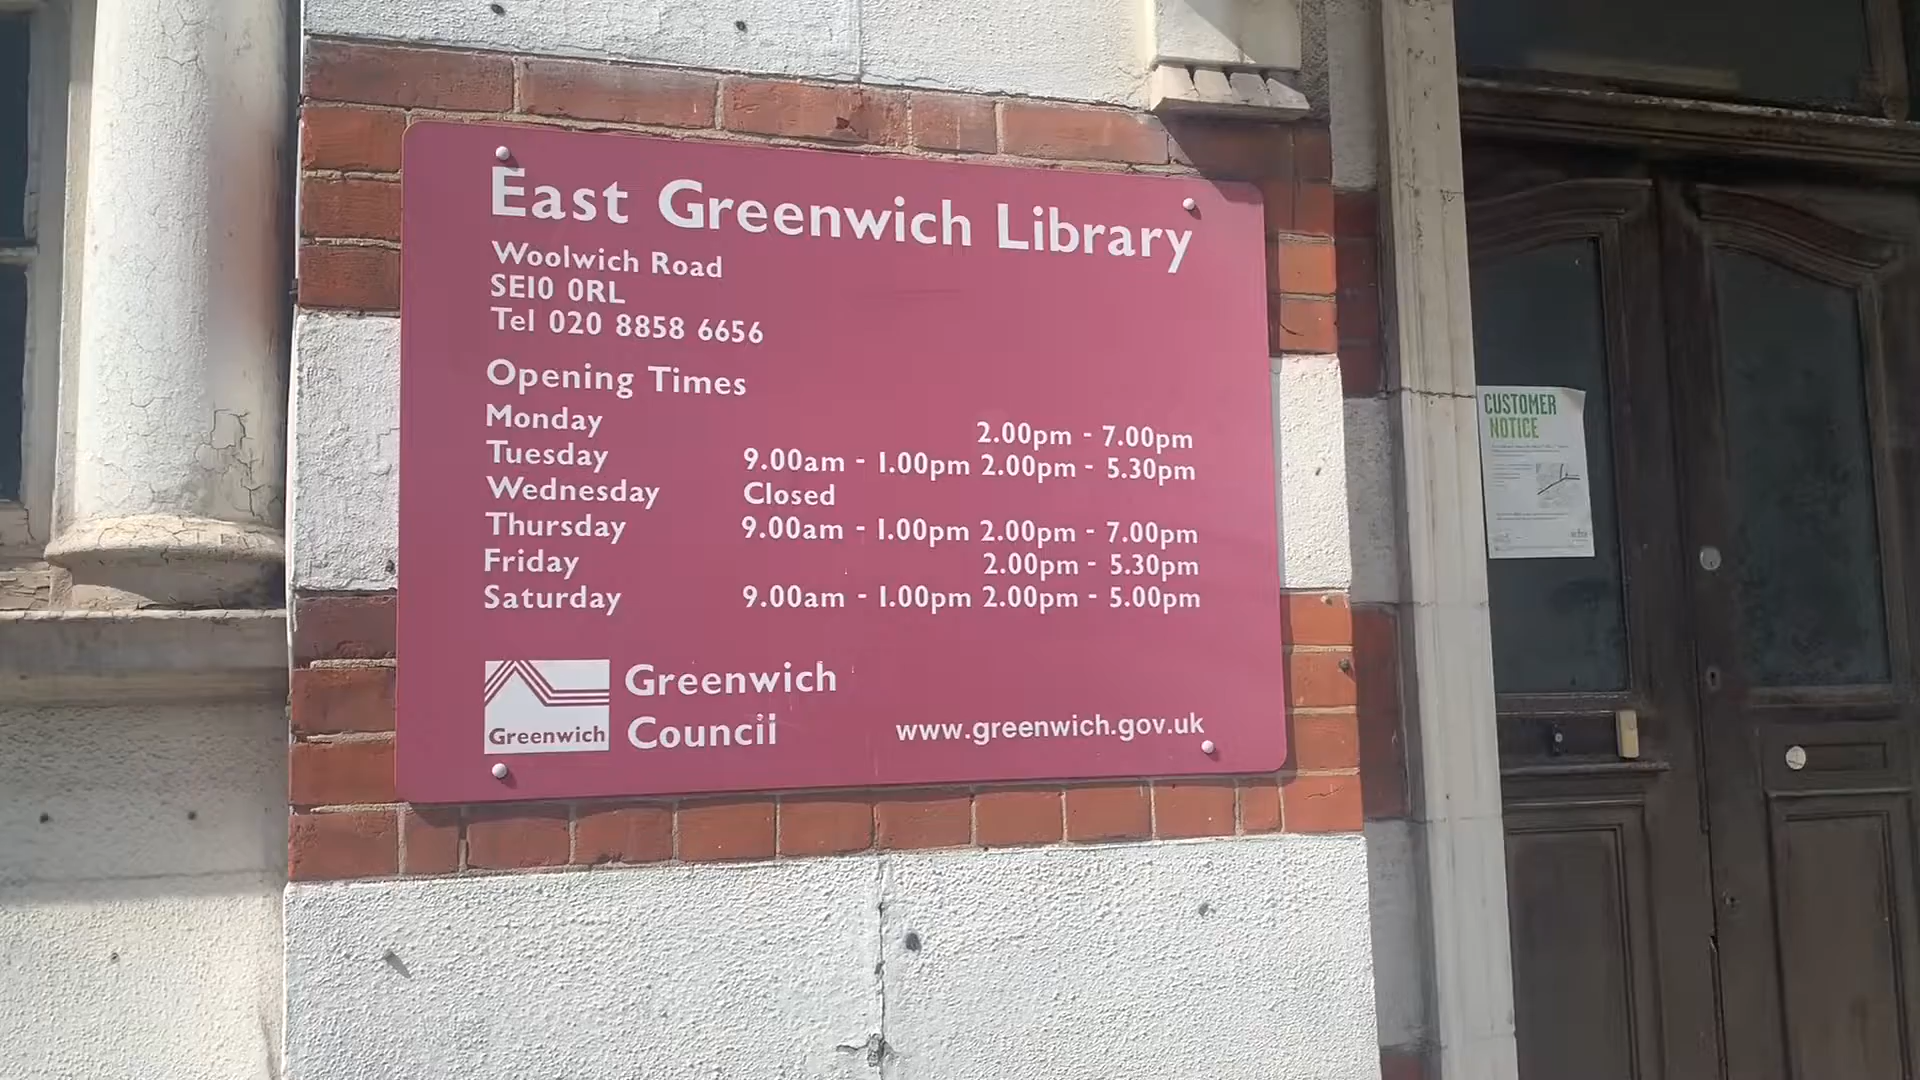 East Greenwich Library
Woolwich Road
SE10 0RL
Tel 020 8858 6656
Opening Times
Monday 2.00pm - 7.00pm
Tuesday 9.00am - 1.00pm 2.00pm - 5.30pm
Wednesday Closed
Thursday 9.00am - 1.00pm 2.00pm - 7.00pm
Friday 2.00pm - 5.30pm
Saturday 9.00am - 1.00pm 2.00pm - 5.00pm
Greenwich
Greenwich
Council
www.greenwich.gov.uk
CUSTOMER
NOTICE